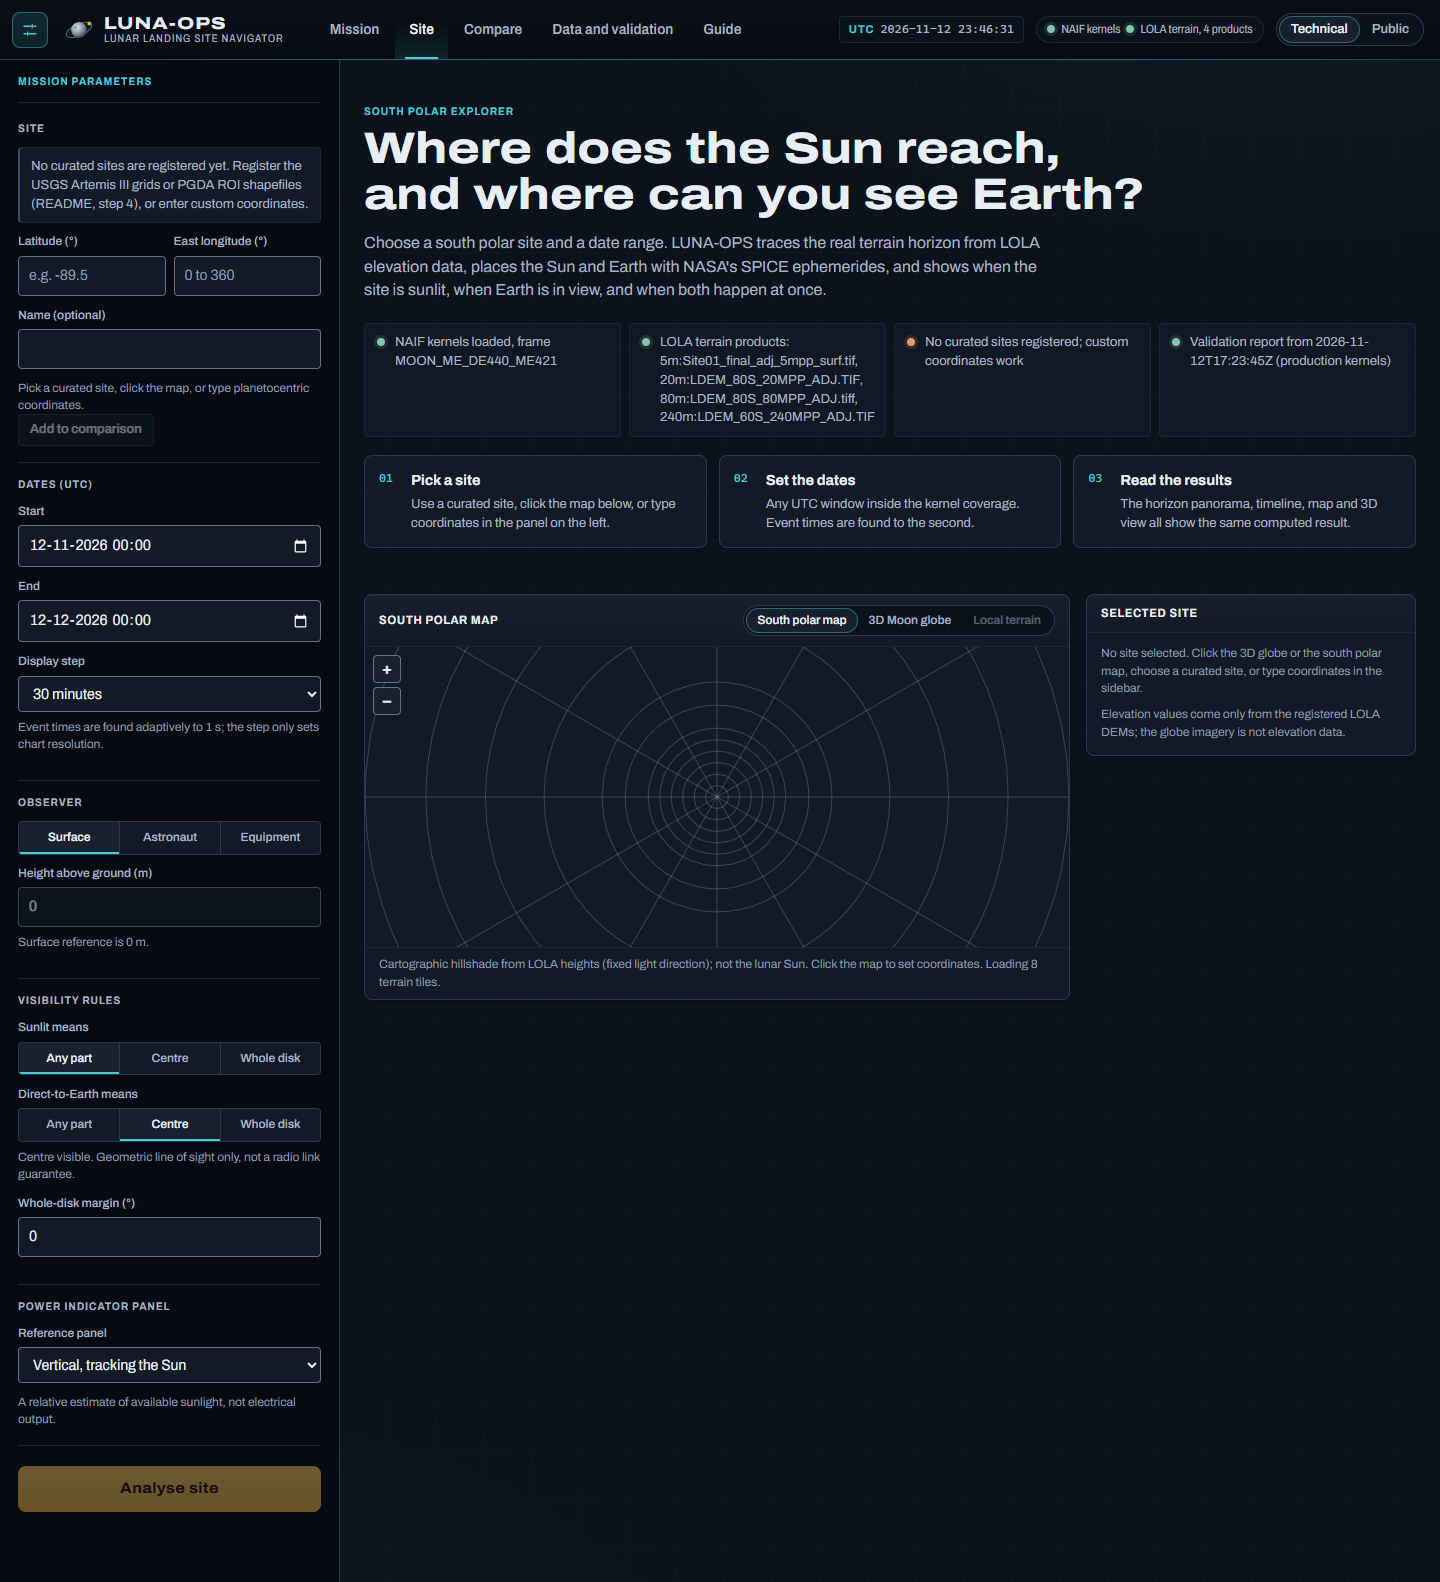 LUNA-OPS
LUNAR LANDING SITE NAVIGATOR
Mission
Site
Compare
Data and validation
Guide
UTC 2026-11-12 23:46:31
NAIF kernels
LOLA terrain, 4 products
Technical
Public
MISSION PARAMETERS
SITE
No curated sites are registered yet. Register the
USGS Artemis III grids or PGDA ROI shapefiles
(README, step 4), or enter custom coordinates.
Latitude (°)
East longitude (°)
e.g. -89.5
0 to 360
Name (optional)
Pick a curated site, click the map, or type planetocentric
coordinates.
Add to comparison
DATES (UTC)
Start
12-11-2026 00:00
End
12-12-2026 00:00
Display step
30 minutes
Event times are found adaptively to 1 s; the step only sets
chart resolution.
OBSERVER
Surface
Astronaut
Equipment
Height above ground (m)
0
Surface reference is 0 m.
VISIBILITY RULES
Sunlit means
Any part
Centre
Whole disk
Direct-to-Earth means
Any part
Centre
Whole disk
Centre visible. Geometric line of sight only, not a radio link
guarantee.
Whole-disk margin (°)
0
POWER INDICATOR PANEL
Reference panel
Vertical, tracking the Sun
A relative estimate of available sunlight, not electrical
output.
Analyse site
SOUTH POLAR EXPLORER
Where does the Sun reach,
and where can you see Earth?
Choose a south polar site and a date range. LUNA-OPS traces the real terrain horizon from LOLA
elevation data, places the Sun and Earth with NASA's SPICE ephemerides, and shows when the
site is sunlit, when Earth is in view, and when both happen at once.
NAIF kernels loaded, frame
MOON_ME_DE440_ME421
LOLA terrain products:
5m:Site01_final_adj_5mpp_surf.tif,
20m:LDEM_80S_20MPP_ADJ.TIF,
80m:LDEM_80S_80MPP_ADJ.tiff,
240m:LDEM_60S_240MPP_ADJ.TIF
No curated sites registered; custom
coordinates work
Validation report from 2026-11-
12T17:23:45Z (production kernels)
01
Pick a site
Use a curated site, click the map below, or type
coordinates in the panel on the left.
02
Set the dates
Any UTC window inside the kernel coverage.
Event times are found to the second.
03
Read the results
The horizon panorama, timeline, map and 3D
view all show the same computed result.
SOUTH POLAR MAP
South polar map
3D Moon globe
Local terrain
+
−
Cartographic hillshade from LOLA heights (fixed light direction); not the lunar Sun. Click the map to set coordinates. Loading 8
terrain tiles.
SELECTED SITE
No site selected. Click the 3D globe or the south polar
map, choose a curated site, or type coordinates in the
sidebar.
Elevation values come only from the registered LOLA
DEMs; the globe imagery is not elevation data.